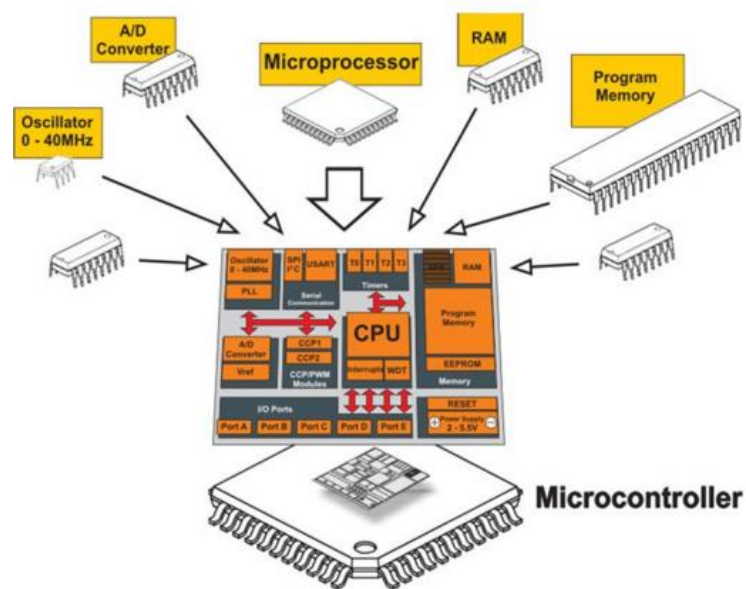 A/D
Converter
Microprocessor
RAM
Program
Memory
Oscillator
0 - 40MHz
Oscillator
0 - 40MHz
PLL
SPI
I²C
USART
Serial
Communication
T0 T1 T2 T3
Timers
RAM
Program
Memory
EEPROM
Memory
A/D
Converter
Vref
CCP1
CCP2
CCP/PWM
Modules
CPU
Interrupts
WDT
I/O Ports
Port A Port B Port C Port D Port E
RESET
Power Supply
2 - 5.5V
Microcontroller